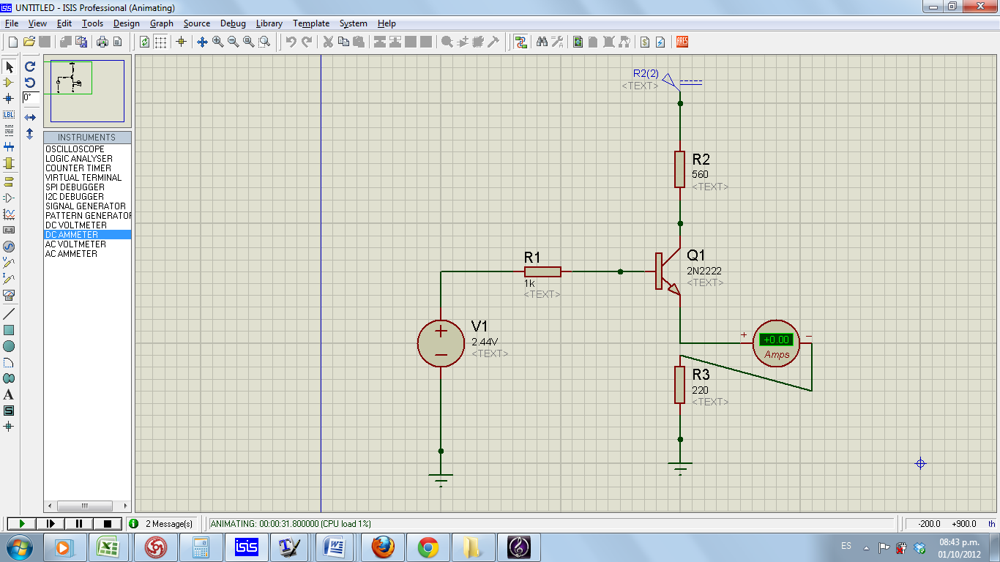 UNTITLED - ISIS Professional (Animating)
File View Edit Tools Design Graph Source Debug Library Template System Help
LBL
0°
INSTRUMENTS
OSCILLOSCOPE
LOGIC ANALYSER
COUNTER TIMER
VIRTUAL TERMINAL
SPI DEBUGGER
I2C DEBUGGER
SIGNAL GENERATOR
PATTERN GENERATOR
DC VOLTMETER
DC AMMETER
AC VOLTMETER
AC AMMETER
R2(2)
<TEXT>
R2
560
<TEXT>
R1
1k
<TEXT>
Q1
2N2222
<TEXT>
V1
2.44V
<TEXT>
+0.00
Amps
R3
220
<TEXT>
2 Message(s)
ANIMATING: 00:00:31.800000 (CPU load 1%)
-200.0 +900.0 th
isis
ES
08:43 p.m.
01/10/2012